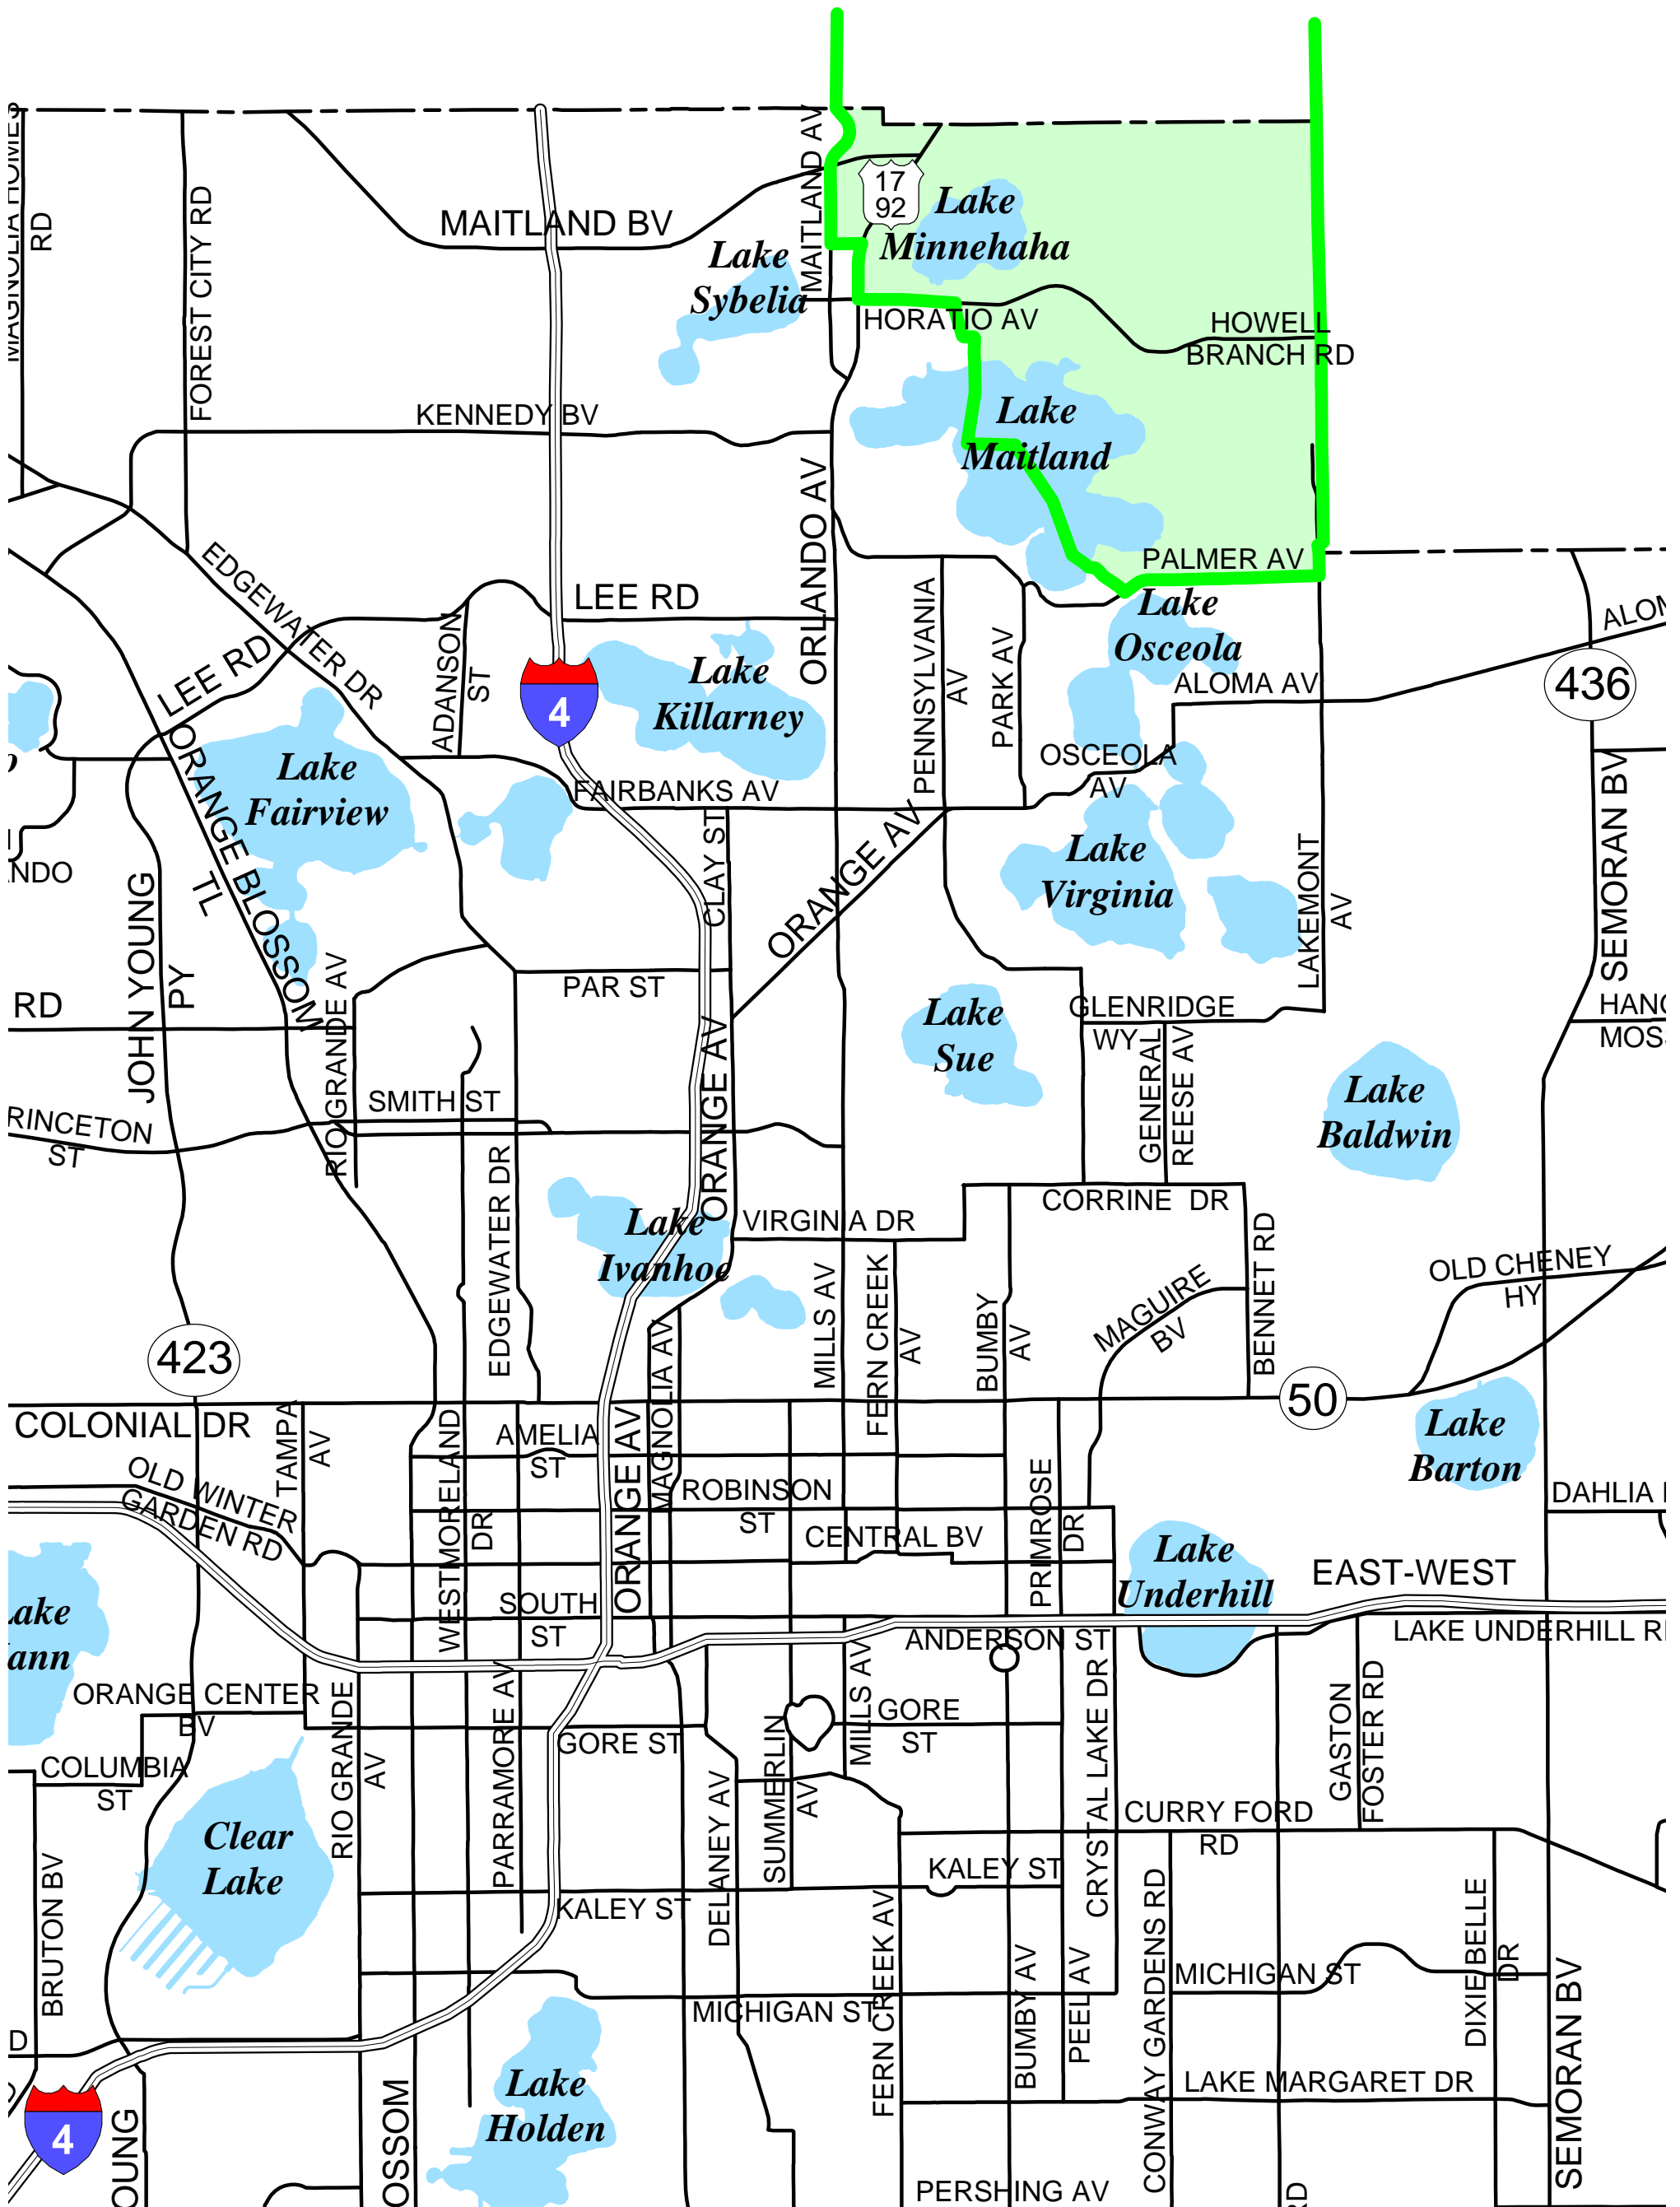 MAGNOLIA HOMES
RD
FOREST CITY RD
MAITLAND BV
MAITLAND AV
17
92
Lake
Minnehaha
Lake
Sybelia
HORATIO AV
HOWELL
BRANCH RD
KENNEDY BV
Lake
Maitland
ORLANDO AV
PALMER AV
EDGEWATER DR
LEE RD
LEE RD
ADANSON
ST
4
Lake
Killarney
PENNSYLVANIA
AV
PARK AV
Lake
Osceola
ALOMA AV
ALOM
436
ORANGE BLOSSOM
TL
Lake
Fairview
FAIRBANKS AV
OSCEOLA
AV
CLAY ST
ORANGE AV
Lake
Virginia
LAKEMONT
AV
SEMORAN BV
NDO
JOHN YOUNG
PY
RD
RIO GRANDE AV
PAR ST
Lake
Sue
GLENRIDGE
WY
GENERAL
REESE AV
HANG
MOSS
ORANGE AV
SMITH ST
RINCETON
ST
Lake
Baldwin
EDGEWATER DR
Lake
Ivanhoe
VIRGINIA DR
CORRINE DR
MILLS AV
FERN CREEK
AV
BUMBY
AV
MAGUIRE
BV
BENNET RD
OLD CHENEY
HY
423
50
COLONIAL DR
TAMPA
AV
WESTMORELAND
DR
AMELIA
ST
ORANGE AV
MAGNOLIA AV
Lake
Barton
OLD WINTER
GARDEN RD
ROBINSON
ST
CENTRAL BV
PRIMROSE
DR
DAHLIA
Lake
Underhill
EAST-WEST
ake
ann
SOUTH
ST
ANDERSON ST
LAKE UNDERHILL R
ORANGE CENTER
BV
RIO GRANDE
AV
PARRAMORE AV
GORE ST
MILLS AV
GORE
ST
CRYSTAL LAKE DR
GASTON
FOSTER RD
COLUMBIA
ST
DELANEY AV
SUMMERLIN
AV
CURRY FORD
RD
Clear
Lake
BRUTON BV
KALEY ST
KALEY ST
FERN CREEK AV
BUMBY AV
PEEL AV
CONWAY GARDENS RD
MICHIGAN ST
DIXIE BELLE
DR
SEMORAN BV
MICHIGAN ST
D
4
OUNG
OSSOM
Lake
Holden
LAKE MARGARET DR
PERSHING AV
RD